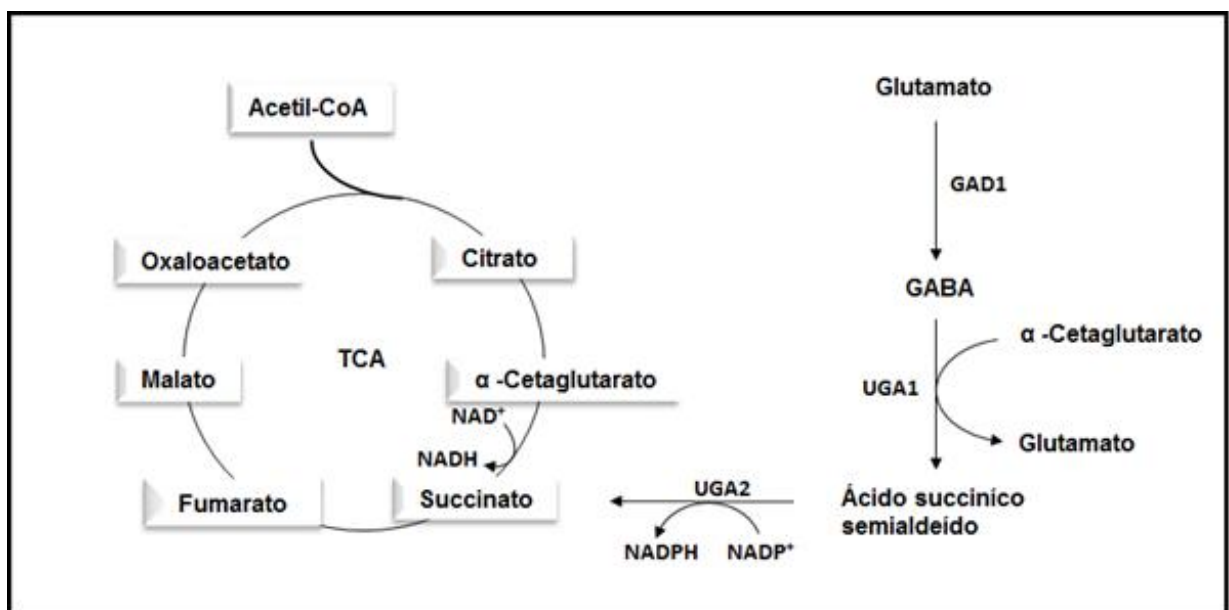 Acetil-CoA
Oxaloacetato
Citrato
TCA
Malato
α -Cetaglutarato
NAD⁺
NADH
Fumarato
Succinato
Glutamato
GAD1
GABA
α -Cetaglutarato
UGA1
Glutamato
Ácido succiníco
semialdeído
UGA2
NADPH
NADP⁺